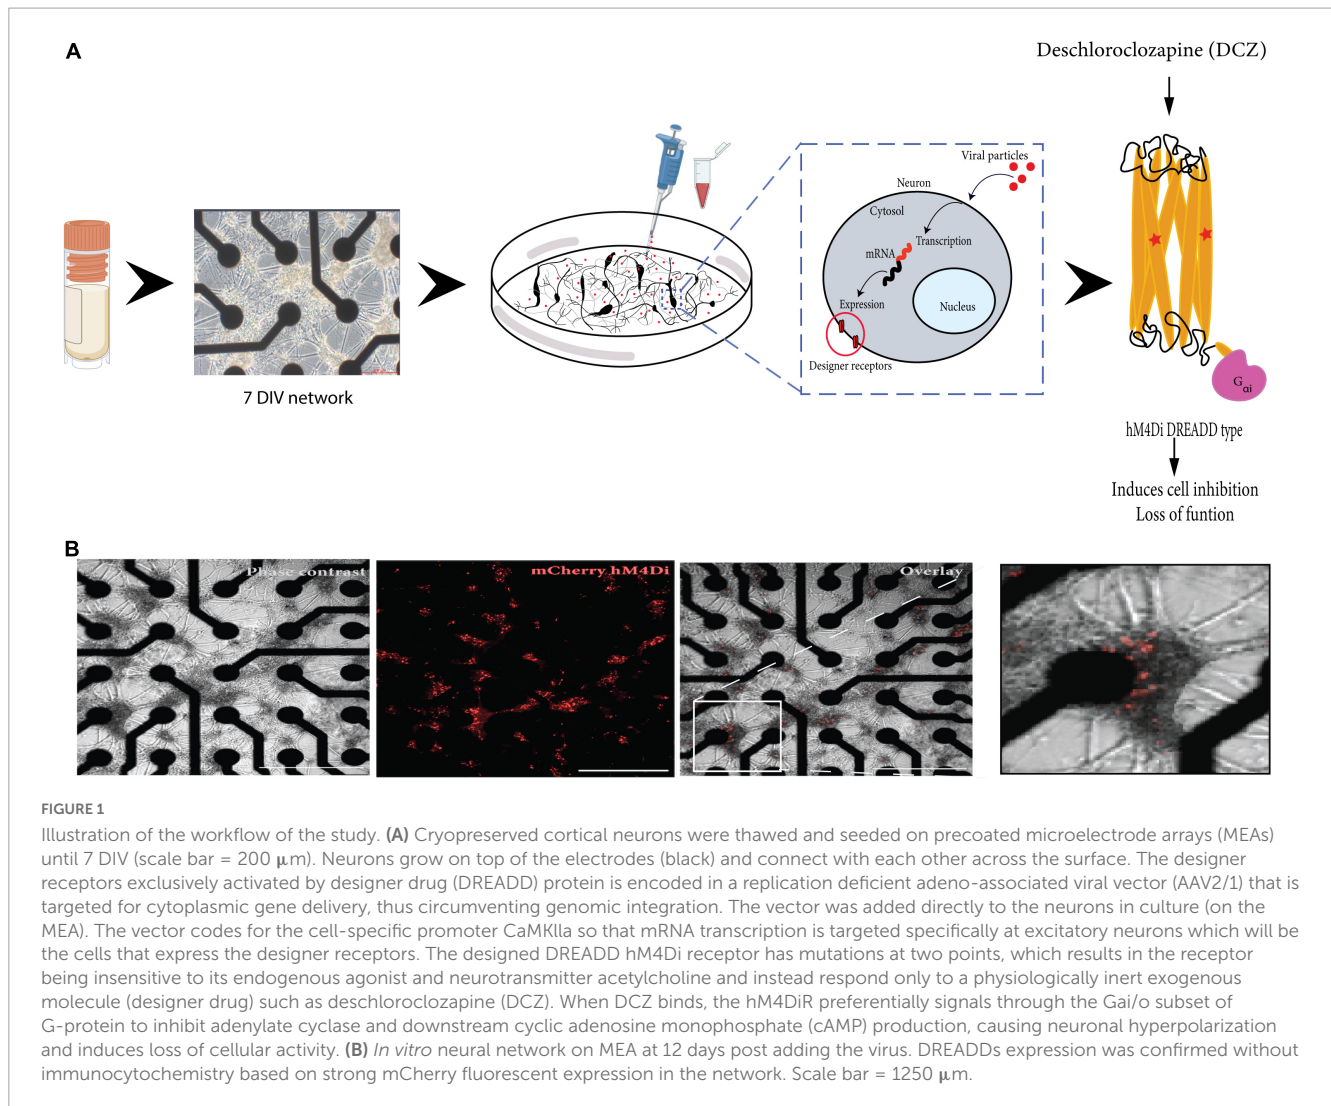 A
Deschloroclozapine (DCZ)
Viral particles
Neuron
Cytosol
Transcription
mRNA
Expression
Nucleus
Designer receptors
7 DIV network
G αi
hM4Di DREADD type
Induces cell inhibition
Loss of funtion
B
Phase contrast
mCherry hM4Di
Overlay
FIGURE 1
Illustration of the workflow of the study. (A) Cryopreserved cortical neurons were thawed and seeded on precoated microelectrode arrays (MEAs)
until 7 DIV (scale bar = 200 μm). Neurons grow on top of the electrodes (black) and connect with each other across the surface. The designer
receptors exclusively activated by designer drug (DREADD) protein is encoded in a replication deficient adeno-associated viral vector (AAV2/1) that is
targeted for cytoplasmic gene delivery, thus circumventing genomic integration. The vector was added directly to the neurons in culture (on the
MEA). The vector codes for the cell-specific promoter CaMKlla so that mRNA transcription is targeted specifically at excitatory neurons which will be
the cells that express the designer receptors. The designed DREADD hM4Di receptor has mutations at two points, which results in the receptor
being insensitive to its endogenous agonist and neurotransmitter acetylcholine and instead respond only to a physiologically inert exogenous
molecule (designer drug) such as deschloroclozapine (DCZ). When DCZ binds, the hM4DiR preferentially signals through the Gai/o subset of
G-protein to inhibit adenylate cyclase and downstream cyclic adenosine monophosphate (cAMP) production, causing neuronal hyperpolarization
and induces loss of cellular activity. (B) In vitro neural network on MEA at 12 days post adding the virus. DREADDs expression was confirmed without
immunocytochemistry based on strong mCherry fluorescent expression in the network. Scale bar = 1250 μm.